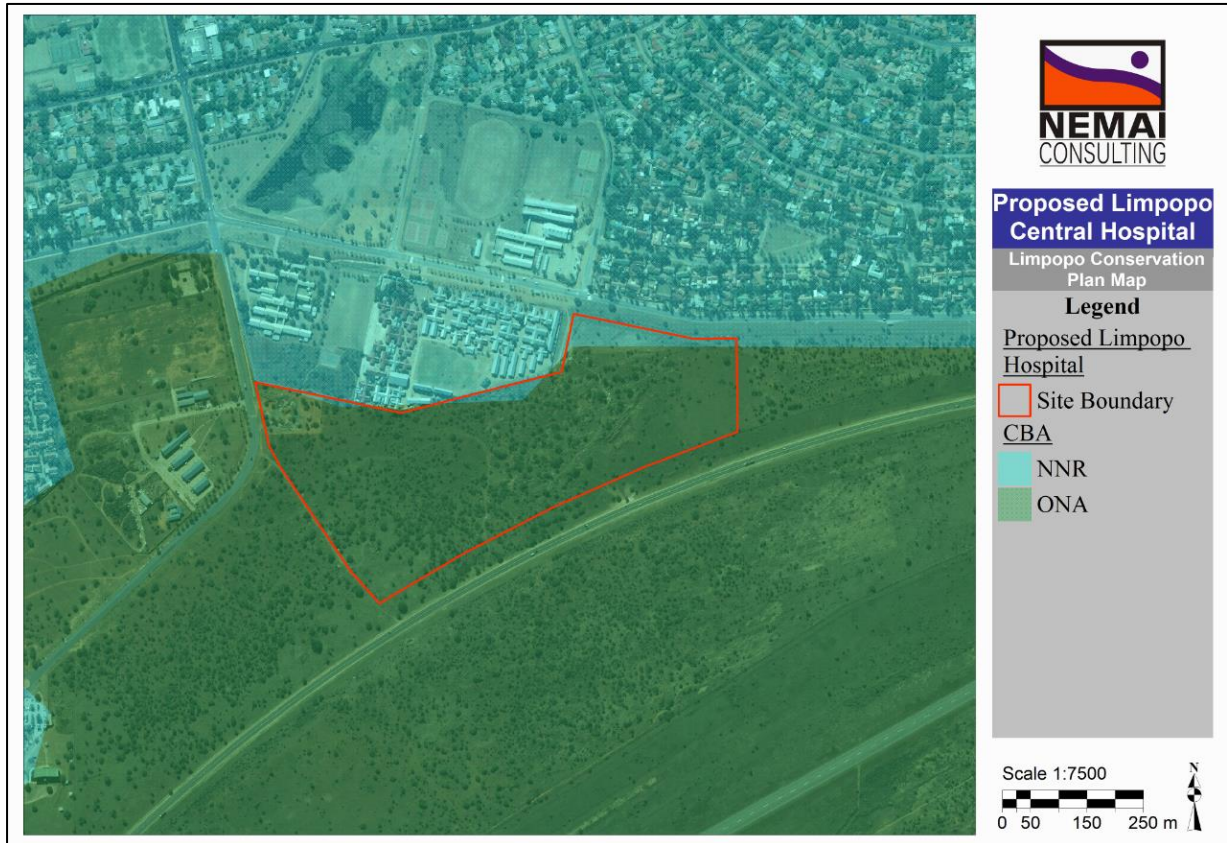 NEMAI
CONSULTING
Proposed Limpopo
Central Hospital
Limpopo Conservation
Plan Map
Legend
Proposed Limpopo
Hospital
Site Boundary
CBA
NNR
ONA
Scale 1:7500
N
0 50 150 250 m